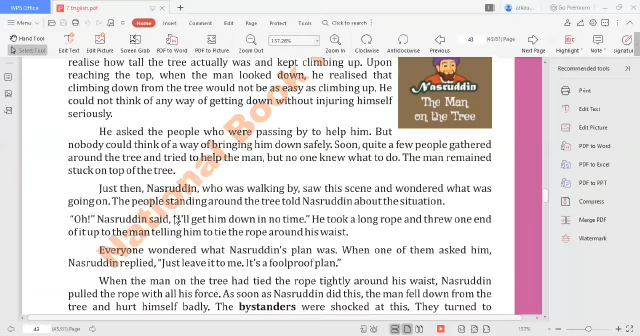 WPS Office
7 English.pdf
Go Premium
Menu
Home
Insert
Comment
Edit
Page
Protect
Tools
Click to search
Hand Tool
Select Tool
Edit Text
Edit Picture
Screen Grab
PDF to Word
PDF to Picture
157.28%
Zoom Out
Zoom In
Clockwise
Anticlockwise
Previous
43
Next Page
Highlight
Note
realise how tall the tree actually was and kept climbing up. Upon
reaching the top, when the man looked down, he realised that
climbing down from the tree would not be as easy as climbing up. He
could not think of any way of getting down without injuring himself
seriously.
Nasruddin
The Man
on the Tree
He asked the people who were passing by to help him. But
nobody could think of a way of bringing him down safely. Soon, quite a few people gathered
around the tree and tried to help the man, but no one knew what to do. The man remained
stuck on top of the tree.
Just then, Nasruddin, who was walking by, saw this scene and wondered what was
going on. The people standing around the tree told Nasruddin about the situation.
“Oh!” Nasruddin said, “I’ll get him down in no time.” He took a long rope and threw one end
of it up to the man telling him to tie the rope around his waist.
Everyone wondered what Nasruddin’s plan was. When one of them asked him,
Nasruddin replied, “Just leave it to me. It’s a foolproof plan.”
When the man on the tree had tied the rope tightly around his waist, Nasruddin
pulled the rope with all his force. As soon as Nasruddin did this, the man fell down from the
tree and hurt himself badly. The bystanders were shocked at this. They turned to
National Book
Recommended tools
Print
Edit Text
Edit Picture
PDF to Word
PDF to Excel
PDF to PPT
Compress
Merge PDF
Watermark
43
157%